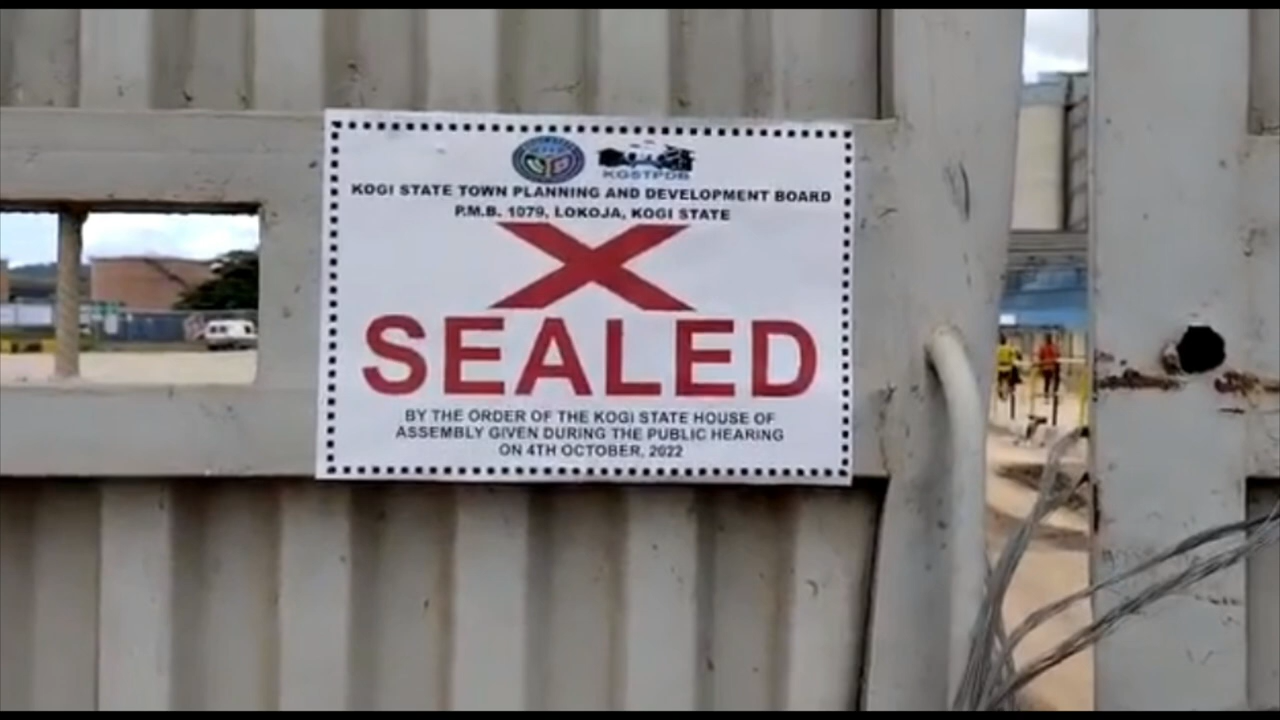 KGSTPDB
KOGI STATE TOWN PLANNING AND DEVELOPMENT BOARD
P.M.B. 1079, LOKOJA, KOGI STATE
X
SEALED
BY THE ORDER OF THE KOGI STATE HOUSE OF
ASSEMBLY GIVEN DURING THE PUBLIC HEARING
ON 4TH OCTOBER, 2022